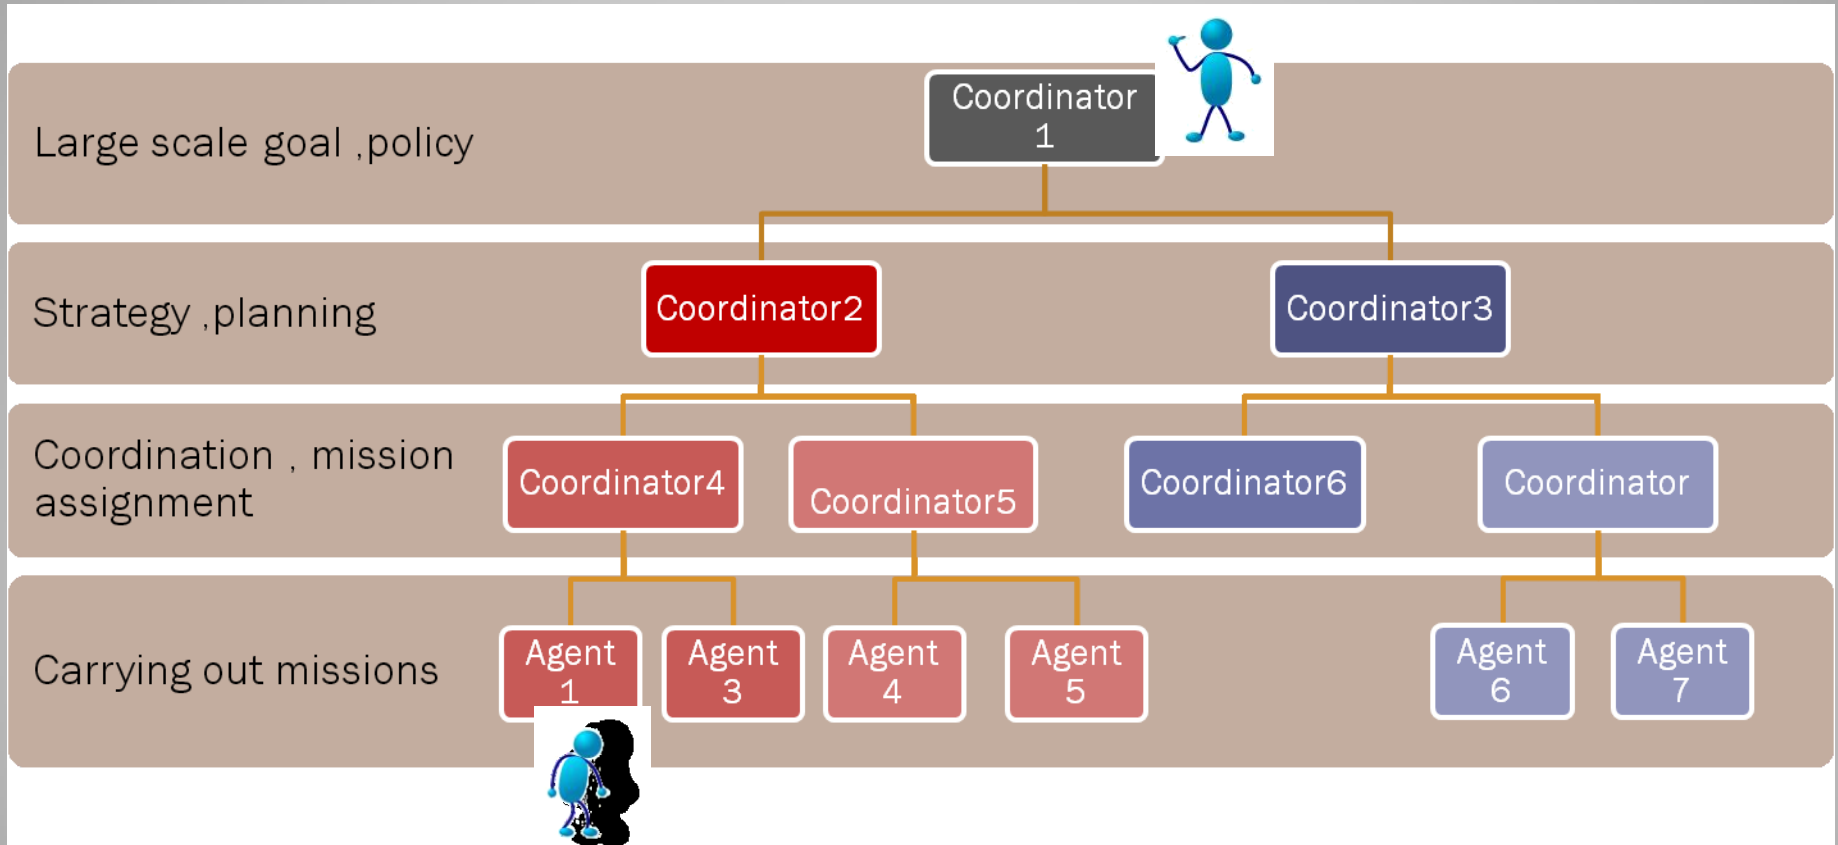 Large scale goal ,policy
Coordinator
1
Strategy ,planning
Coordinator2
Coordinator3
Coordination , mission
assignment
Coordinator4
Coordinator5
Coordinator6
Coordinator
Carrying out missions
Agent
1
Agent
3
Agent
4
Agent
5
Agent
6
Agent
7